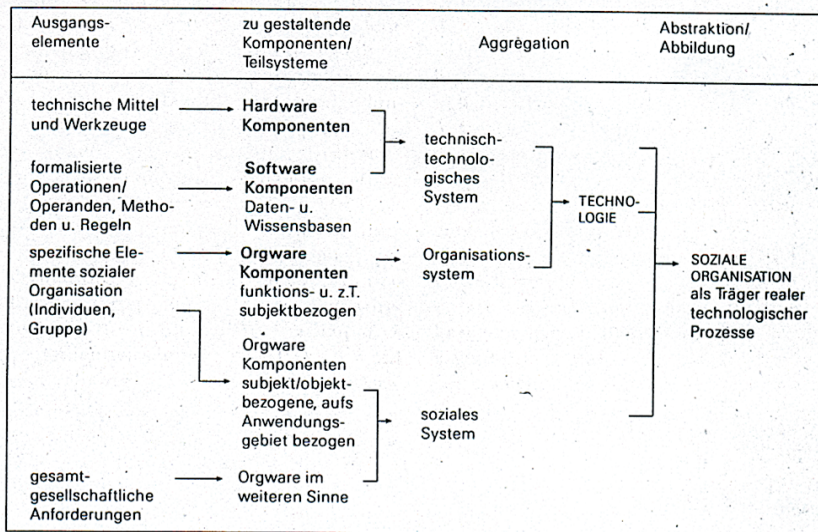 Ausgangs-
elemente
zu gestaltende
Komponenten/
Teilsysteme
Aggregation
Abstraktion/
Abbildung
technische Mittel
und Werkzeuge
Hardware
Komponenten
formalisierte
Operationen/
Operanden, Metho-
den u. Regeln
Software
Komponenten
Daten- u.
Wissensbasen
technisch-
technolo-
gisches
System
TECHNO-
LOGIE
spezifische Ele-
mente sozialer
Organisation
(Individuen,
Gruppe)
Orgware
Komponenten
funktions- u. z.T.
subjektbezogen
Organisations-
system
SOZIALE
ORGANISATION
als Träger realer
technologischer
Prozesse
Orgware
Komponenten
subjekt/objekt-
bezogene, aufs
Anwendungs-
gebiet bezogen
soziales
System
gesamt-
gesellschaftliche
Anforderungen
Orgware im
weiteren Sinne